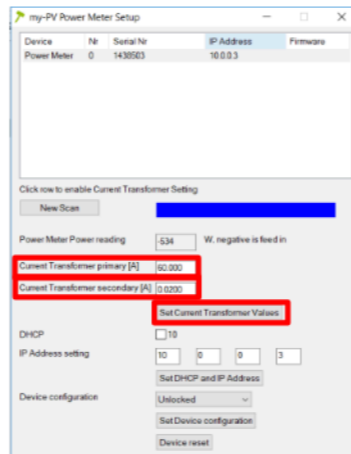 my-PV Power Meter Setup
Device Nr Serial Nr IP Address Firmware
Power Meter 0 1438503 10.0.0.3
Click row to enable Current Transformer Setting
New Scan
Power Meter Power reading -534 W, negative is feed in
Current Transformer primary [A] 60.000
Current Transformer secondary [A] 0.0200
Set Current Transformer Values
DHCP 10
IP Address setting 10 0 0 3
Set DHCP and IP Address
Device configuration Unlocked
Set Device configuration
Device reset